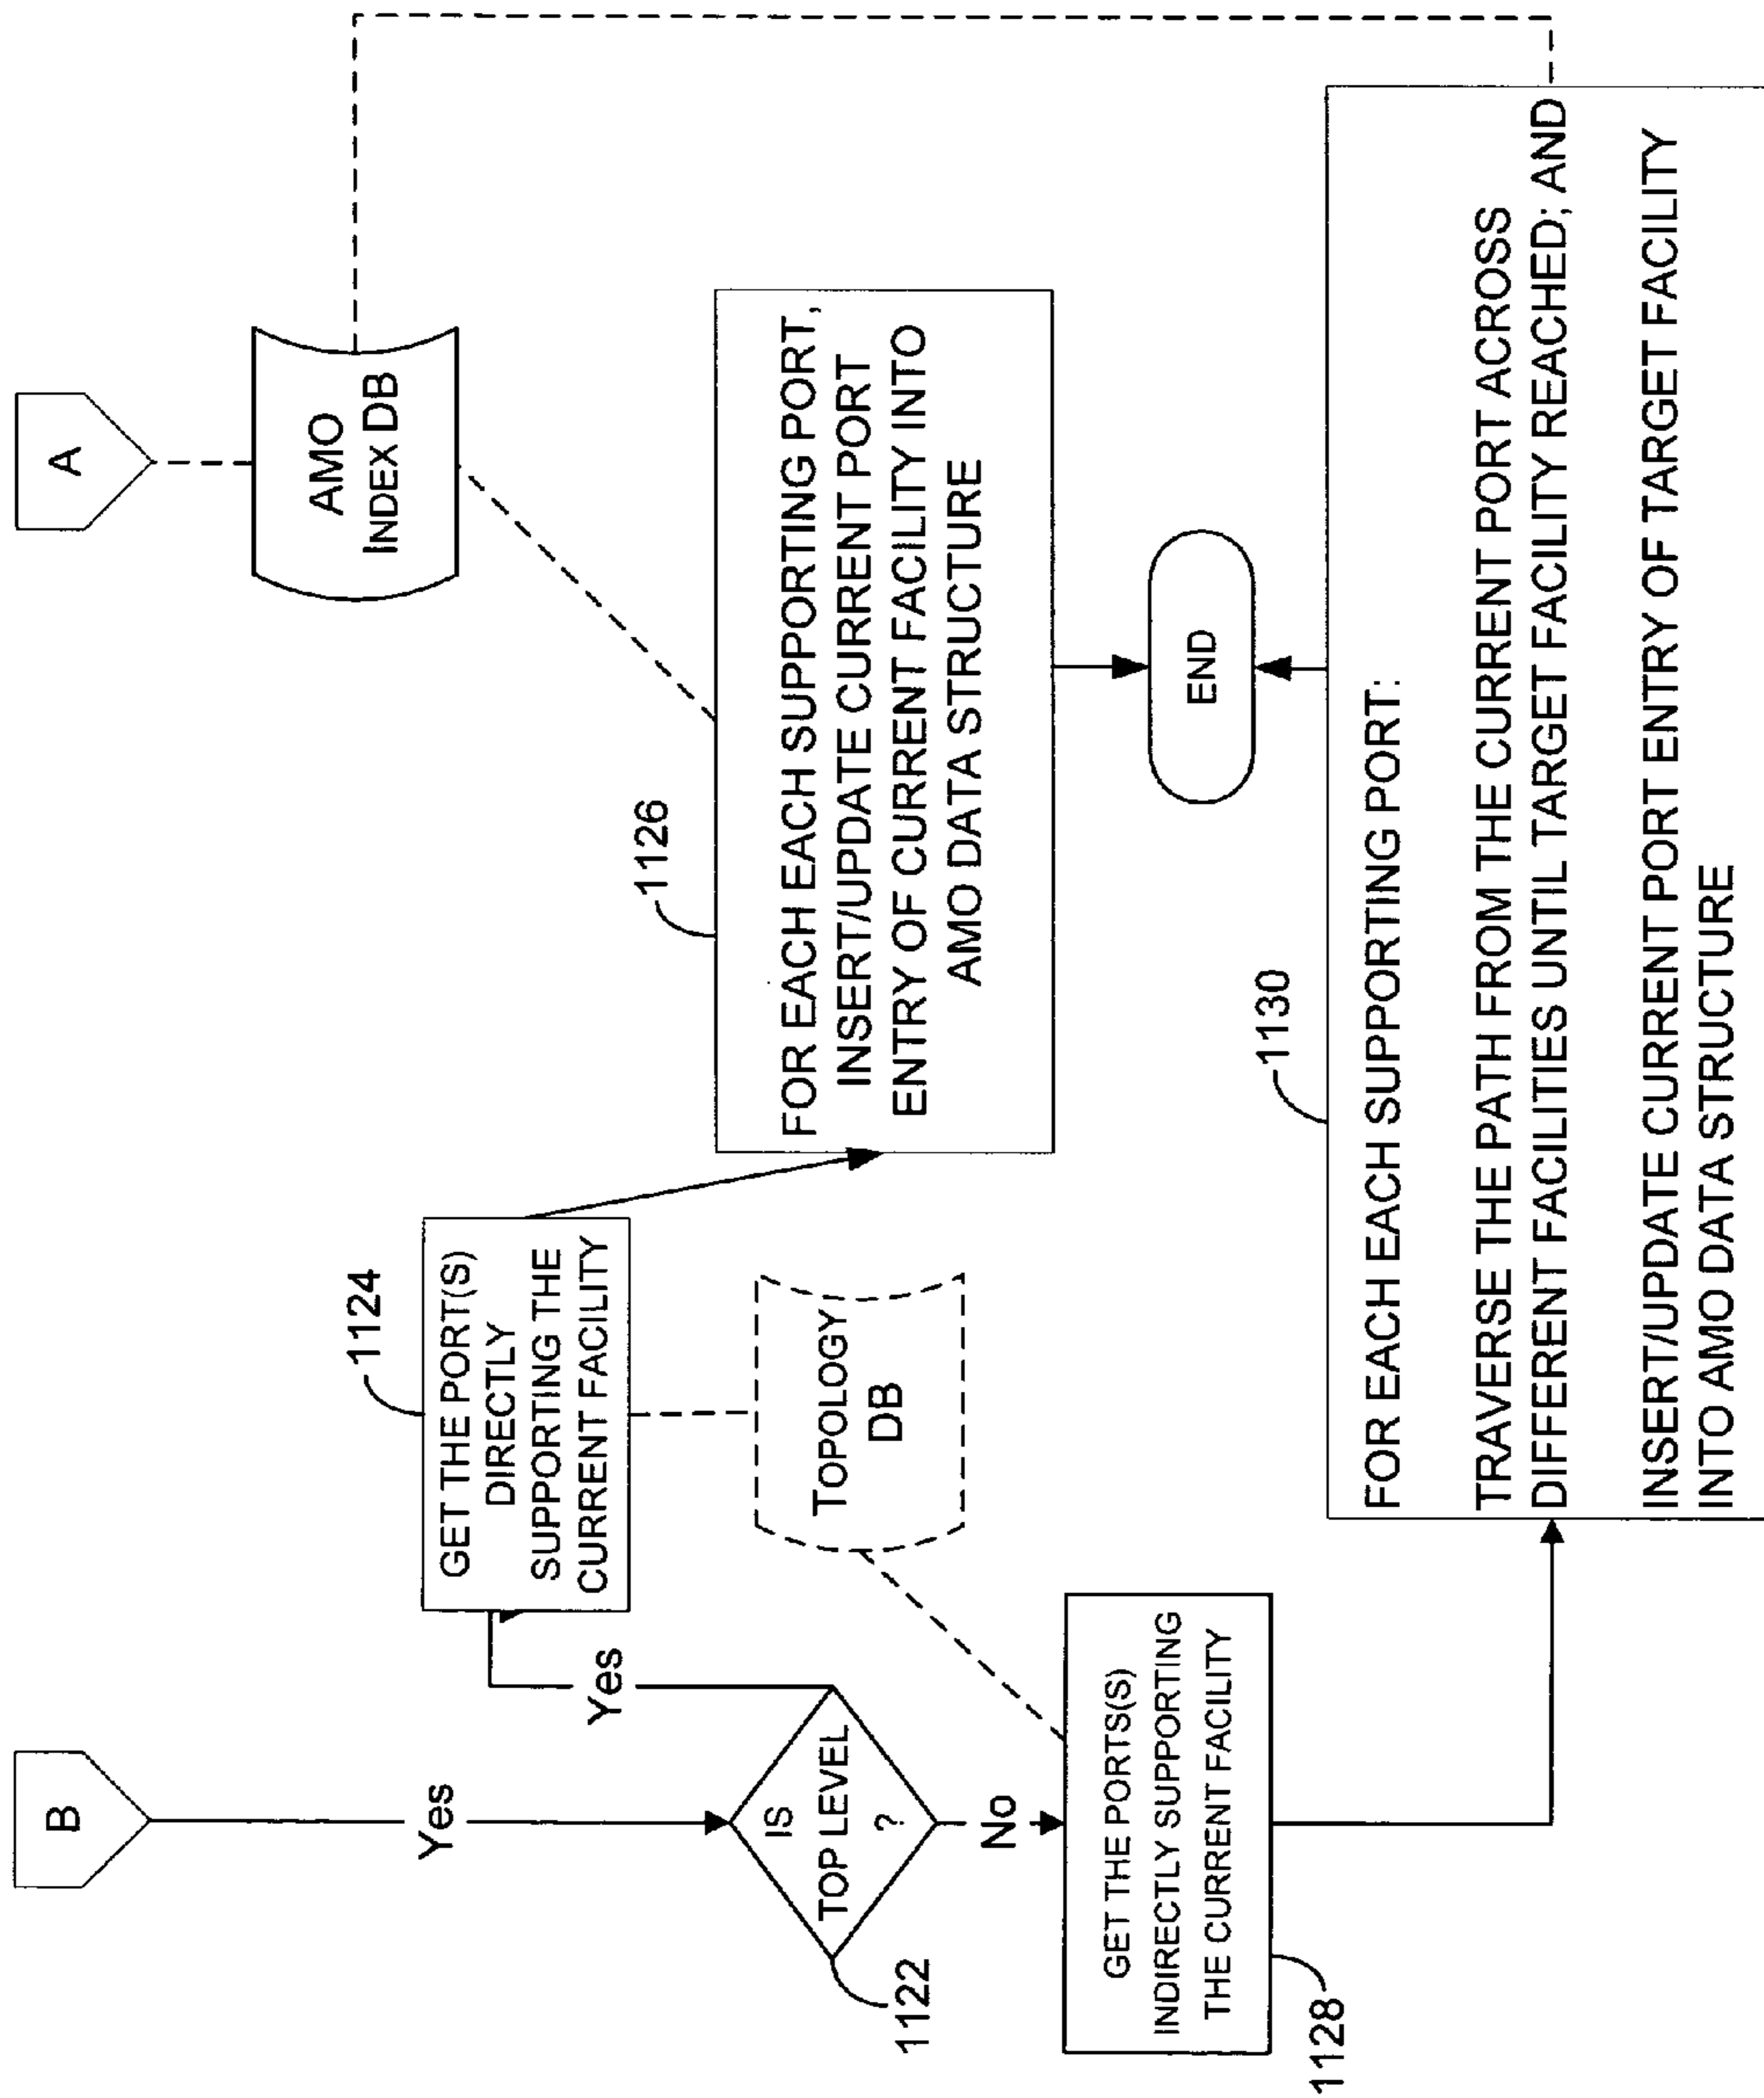 B
A
Yes
AMO
INDEX DB
1122
IS
TOP LEVEL
?
Yes
No
1124
GET THE PORT(S)
DIRECTLY
SUPPORTING THE
CURRENT FACILITY
TOPOLOGY
DB
1126
FOR EACH EACH SUPPORTING PORT,
INSERT/UPDATE CURRENT PORT
ENTRY OF CURRENT FACILITY INTO
AMO DATA STRUCTURE
1128
GET THE PORTS(S)
INDIRECTLY SUPPORTING
THE CURRENT FACILITY
END
1130
FOR EACH EACH SUPPORTING PORT:
TRAVERSE THE PATH FROM THE CURRENT PORT ACROSS
DIFFERENT FACILITIES UNTIL TARGET FACILITY REACHED; AND
INSERT/UPDATE CURRENT PORT ENTRY OF TARGET FACILITY
INTO AMO DATA STRUCTURE